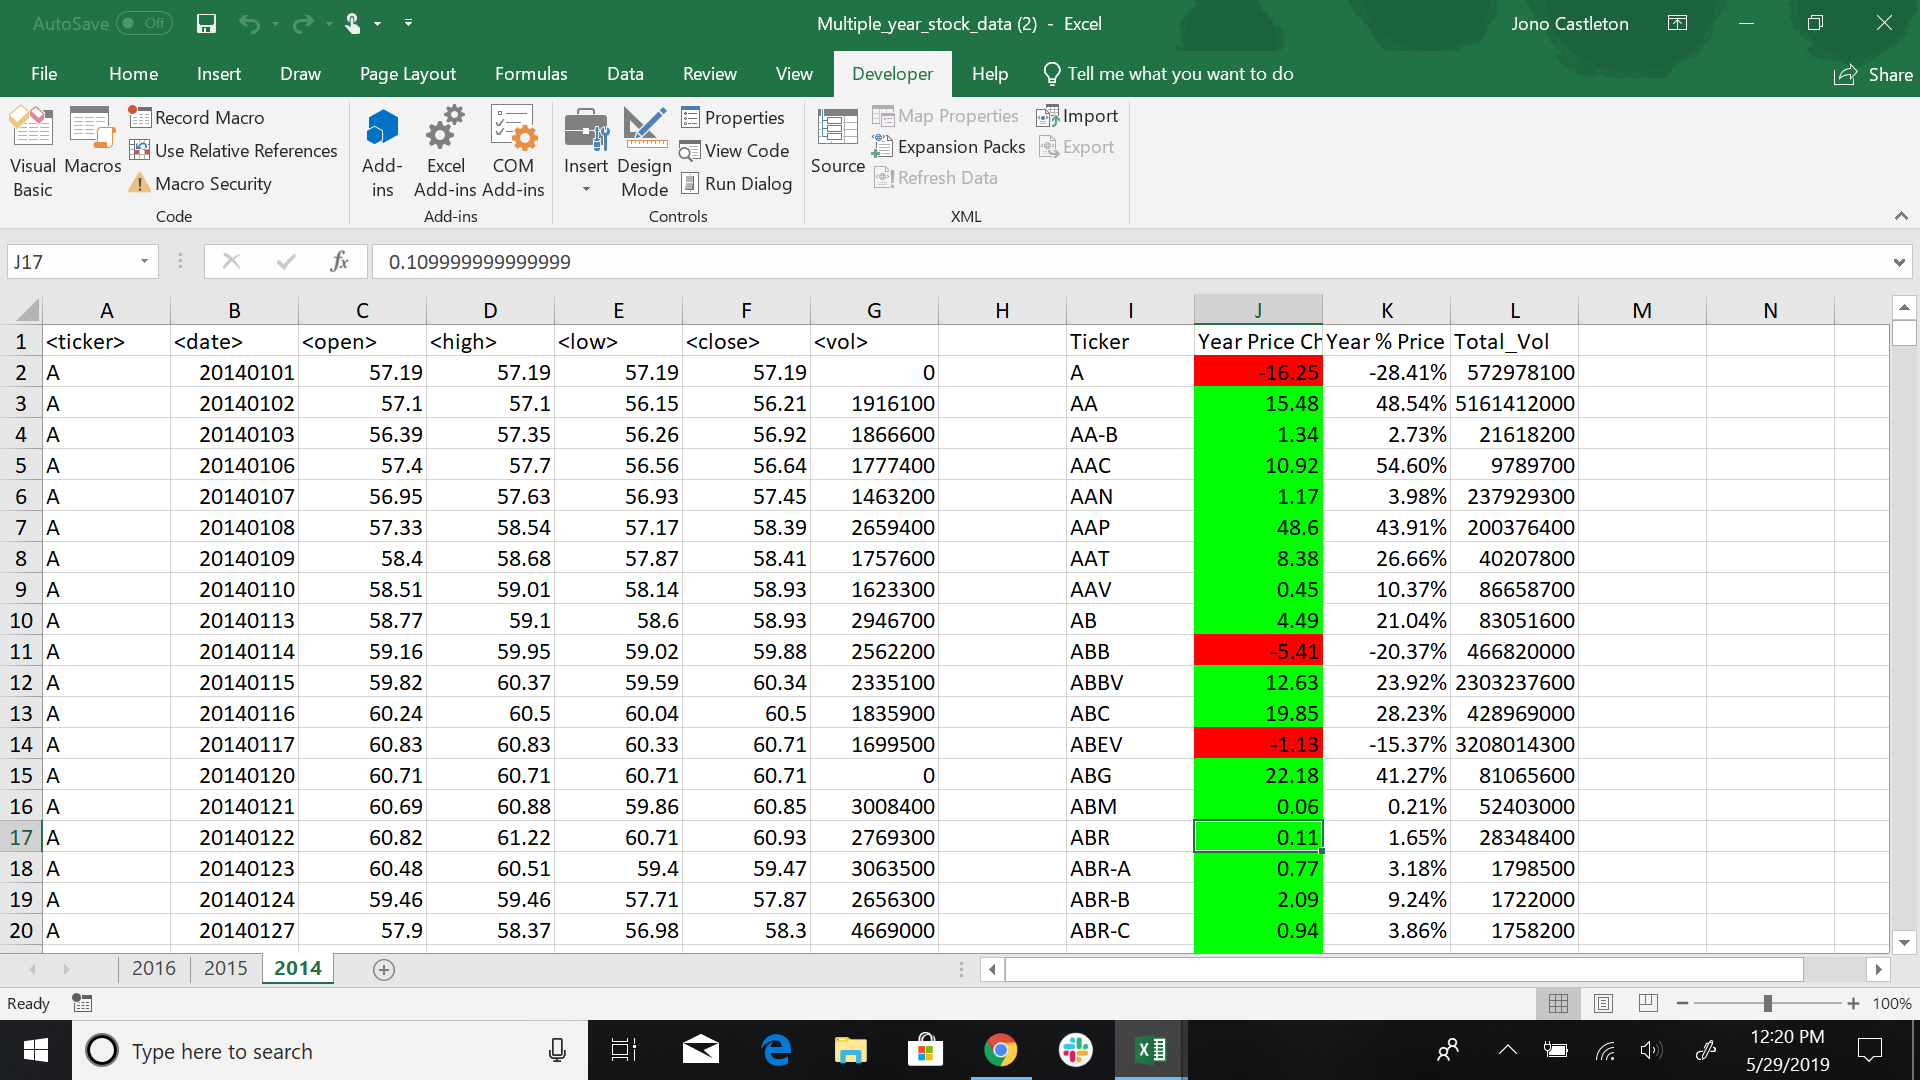 AutoSave Off
Multiple_year_stock_data (2) - Excel
Jono Castleton
File Home Insert Draw Page Layout Formulas Data Review View Developer Help Tell me what you want to do Share
Visual Basic
Macros
Record Macro
Use Relative References
Macro Security
Code
Add-ins
Excel Add-ins
COM Add-ins
Add-ins
Insert
Design Mode
Properties
View Code
Run Dialog
Controls
Source
Map Properties
Expansion Packs
Refresh Data
Import
Export
XML
J17 fx 0.109999999999999
A B C D E F G H I J K L M N
1 <ticker> <date> <open> <high> <low> <close> <vol> Ticker Year Price Ch Year % Price Total_Vol
2 A 20140101 57.19 57.19 57.19 57.19 0 A -16.25 -28.41% 572978100
3 A 20140102 57.1 57.1 56.15 56.21 1916100 AA 15.48 48.54% 5161412000
4 A 20140103 56.39 57.35 56.26 56.92 1866600 AA-B 1.34 2.73% 21618200
5 A 20140106 57.4 57.7 56.56 56.64 1777400 AAC 10.92 54.60% 9789700
6 A 20140107 56.95 57.63 56.93 57.45 1463200 AAN 1.17 3.98% 237929300
7 A 20140108 57.33 58.54 57.17 58.39 2659400 AAP 48.6 43.91% 200376400
8 A 20140109 58.4 58.68 57.87 58.41 1757600 AAT 8.38 26.66% 40207800
9 A 20140110 58.51 59.01 58.14 58.93 1623300 AAV 0.45 10.37% 86658700
10 A 20140113 58.77 59.1 58.6 58.93 2946700 AB 4.49 21.04% 83051600
11 A 20140114 59.16 59.95 59.02 59.88 2562200 ABB -5.41 -20.37% 466820000
12 A 20140115 59.82 60.37 59.59 60.34 2335100 ABBV 12.63 23.92% 2303237600
13 A 20140116 60.24 60.5 60.04 60.5 1835900 ABC 19.85 28.23% 428969000
14 A 20140117 60.83 60.83 60.33 60.71 1699500 ABEV -1.13 -15.37% 3208014300
15 A 20140120 60.71 60.71 60.71 60.71 0 ABG 22.18 41.27% 81065600
16 A 20140121 60.69 60.88 59.86 60.85 3008400 ABM 0.06 0.21% 52403000
17 A 20140122 60.82 61.22 60.71 60.93 2769300 ABR 0.11 1.65% 28348400
18 A 20140123 60.48 60.51 59.4 59.47 3063500 ABR-A 0.77 3.18% 1798500
19 A 20140124 59.46 59.46 57.71 57.87 2656300 ABR-B 2.09 9.24% 1722000
20 A 20140127 57.9 58.37 56.98 58.3 4669000 ABR-C 0.94 3.86% 1758200
2016 2015 2014
Ready 100%
Type here to search
12:20 PM
5/29/2019